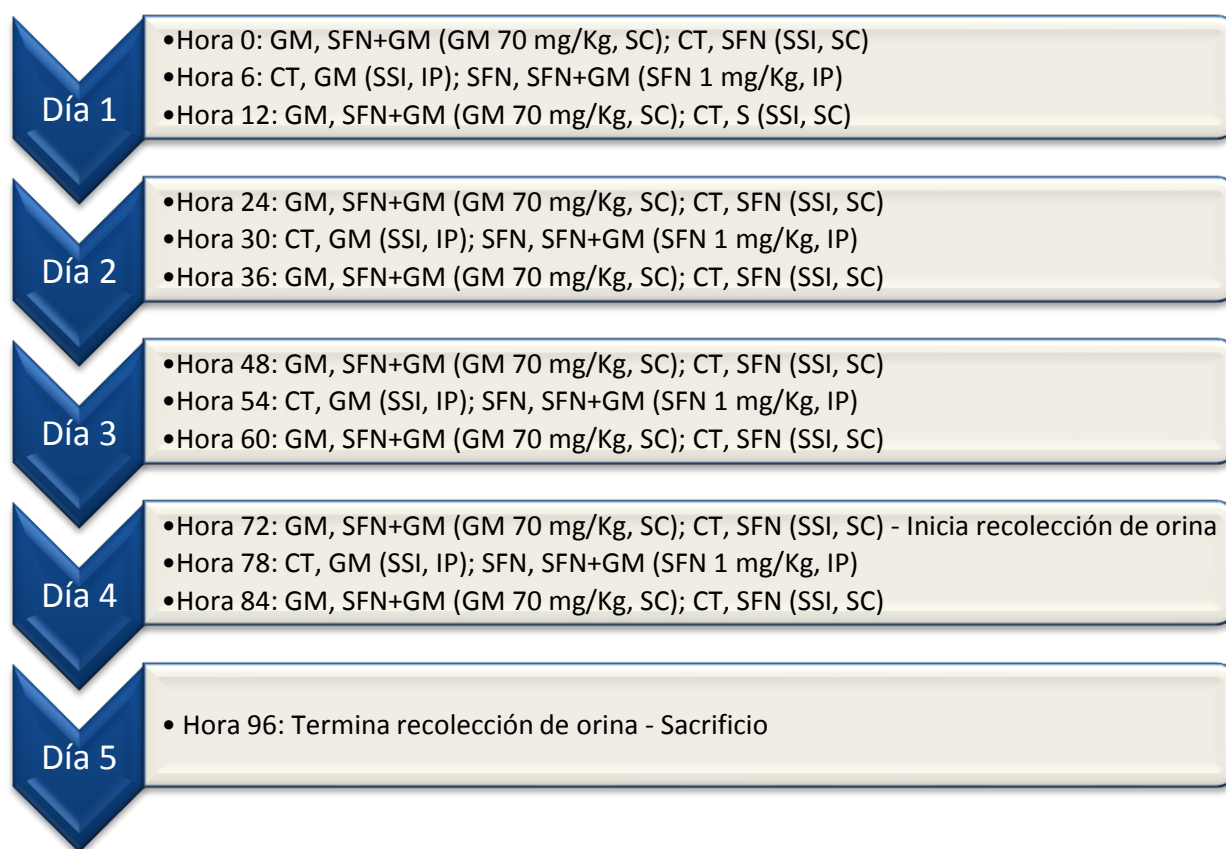 Día 1
•Hora 0: GM, SFN+GM (GM 70 mg/Kg, SC); CT, SFN (SSI, SC)
•Hora 6: CT, GM (SSI, IP); SFN, SFN+GM (SFN 1 mg/Kg, IP)
•Hora 12: GM, SFN+GM (GM 70 mg/Kg, SC); CT, S (SSI, SC)
Día 2
•Hora 24: GM, SFN+GM (GM 70 mg/Kg, SC); CT, SFN (SSI, SC)
•Hora 30: CT, GM (SSI, IP); SFN, SFN+GM (SFN 1 mg/Kg, IP)
•Hora 36: GM, SFN+GM (GM 70 mg/Kg, SC); CT, SFN (SSI, SC)
Día 3
•Hora 48: GM, SFN+GM (GM 70 mg/Kg, SC); CT, SFN (SSI, SC)
•Hora 54: CT, GM (SSI, IP); SFN, SFN+GM (SFN 1 mg/Kg, IP)
•Hora 60: GM, SFN+GM (GM 70 mg/Kg, SC); CT, SFN (SSI, SC)
Día 4
•Hora 72: GM, SFN+GM (GM 70 mg/Kg, SC); CT, SFN (SSI, SC) - Inicia recolección de orina
•Hora 78: CT, GM (SSI, IP); SFN, SFN+GM (SFN 1 mg/Kg, IP)
•Hora 84: GM, SFN+GM (GM 70 mg/Kg, SC); CT, SFN (SSI, SC)
Día 5
• Hora 96: Termina recolección de orina - Sacrificio